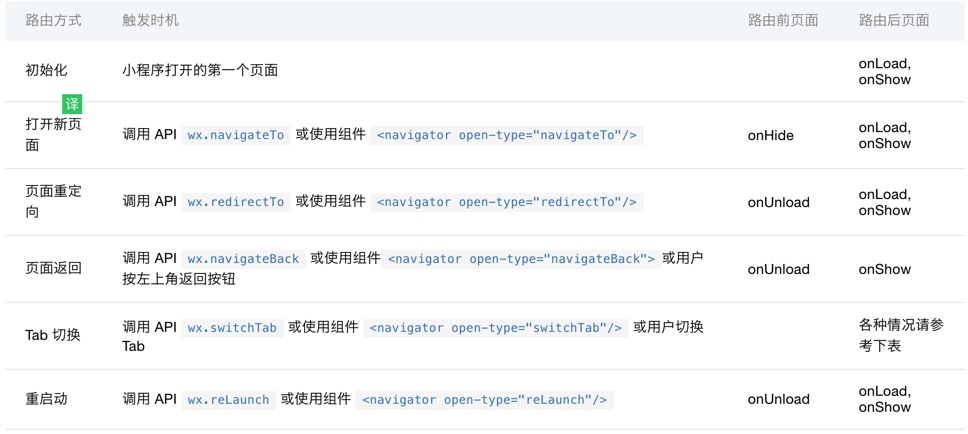 路由方式 触发时机 路由前页面 路由后页面
初始化 小程序打开的第一个页面 onLoad,
onShow
译
打开新页
面 调用 API wx.navigateTo 或使用组件 <navigator open-type="navigateTo"/> onHide onLoad,
onShow
页面重定
向 调用 API wx.redirectTo 或使用组件 <navigator open-type="redirectTo"/> onUnload onLoad,
onShow
页面返回 调用 API wx.navigateBack 或使用组件<navigator open-type="navigateBack"> 或用户
按左上角返回按钮 onUnload onShow
Tab 切换 调用 API wx.switchTab 或使用组件 <navigator open-type="switchTab"/> 或用户切换
Tab 各种情况请参
考下表
重启动 调用 API wx.reLaunch 或使用组件 <navigator open-type="reLaunch"/> onUnload onLoad,
onShow